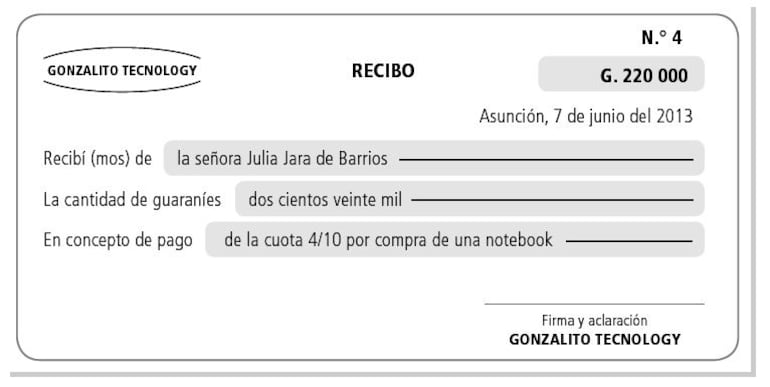 N.° 4
GONZALITO TECNOLOGY
RECIBO
G. 220 000
Asunción, 7 de junio del 2013
Recibí (mos) de la señora Julia Jara de Barrios
La cantidad de guaraníes dos cientos veinte mil
En concepto de pago de la cuota 4/10 por compra de una notebook
Firma y aclaración
GONZALITO TECNOLOGY